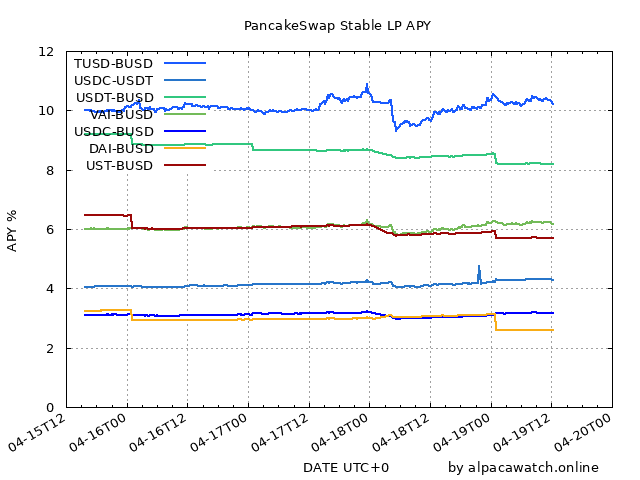 PancakeSwap Stable LP APY
12
TUSD-BUSD
USDC-USDT
USDT-BUSD
VAI-BUSD
USDC-BUSD
DAI-BUSD
UST-BUSD
10
8
6
4
2
0
APY %
04-15T12
04-16T00
04-16T12
04-17T00
04-17T12
04-18T00
04-18T12
04-19T00
04-19T12
04-20T00
DATE UTC+0
by alpacawatch.online